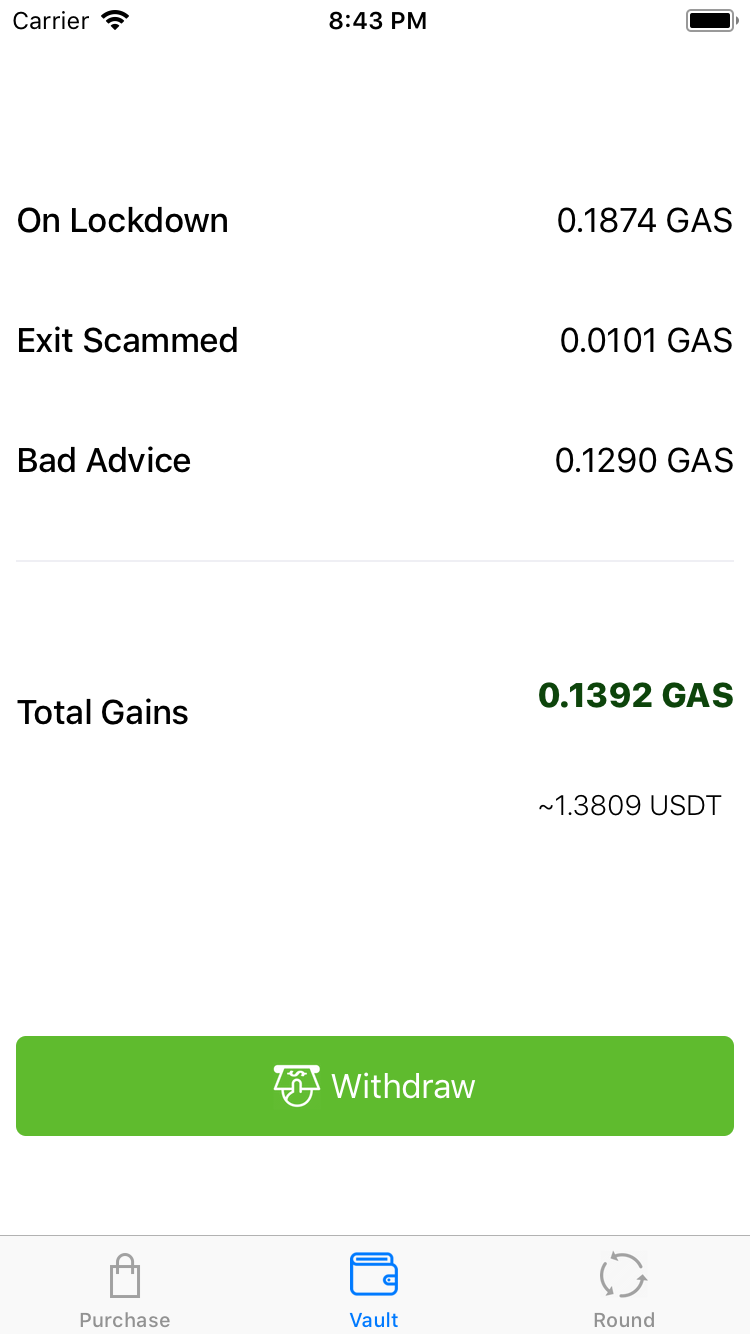 Carrier 8:43 PM
On Lockdown 0.1874 GAS
Exit Scammed 0.0101 GAS
Bad Advice 0.1290 GAS
Total Gains 0.1392 GAS
~1.3809 USDT
Withdraw
Purchase Vault Round